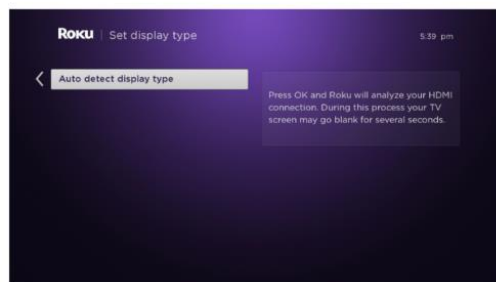 Roku | Set display type
5:39 pm
Auto detect display type
Press OK and Roku will analyze your HDMI
connection. During this process your TV
screen may go blank for several seconds.